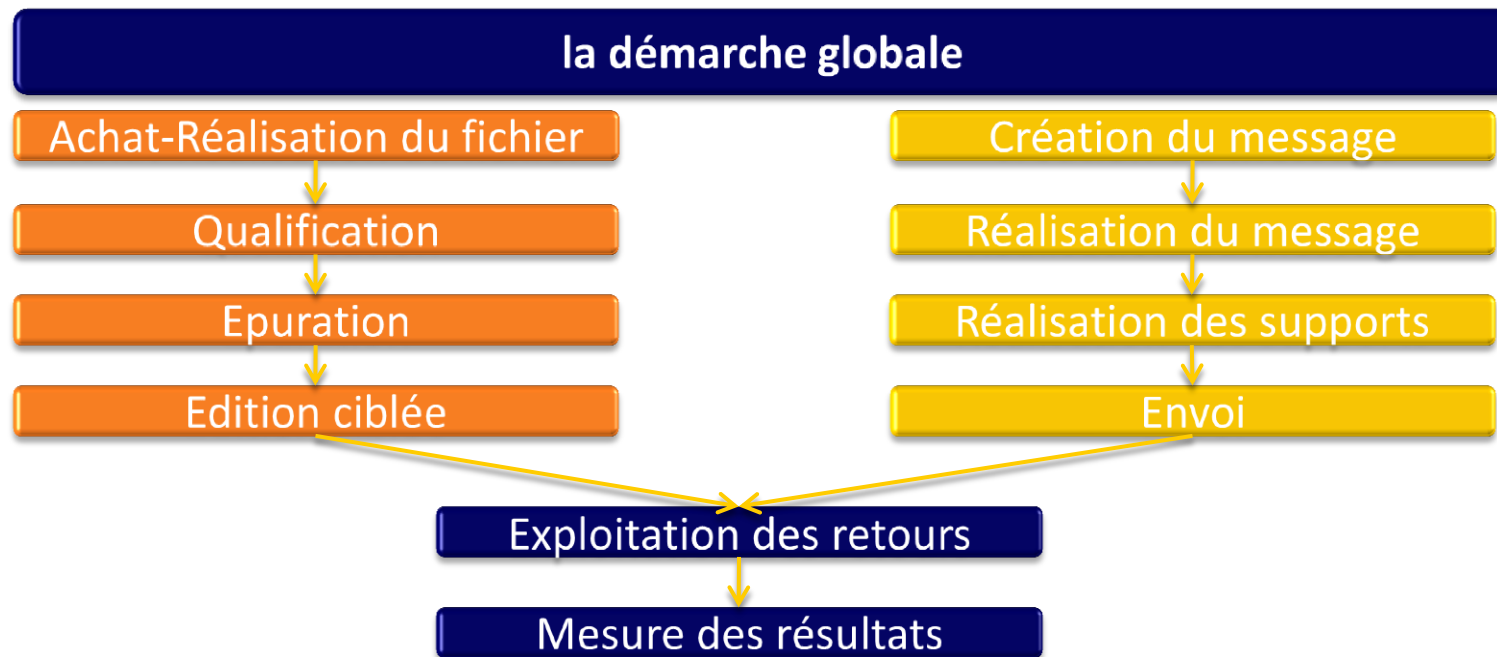 la démarche globale
Achat-Réalisation du fichier
Création du message
Qualification
Réalisation du message
Epuration
Réalisation des supports
Edition ciblée
Envoi
Exploitation des retours
Mesure des résultats